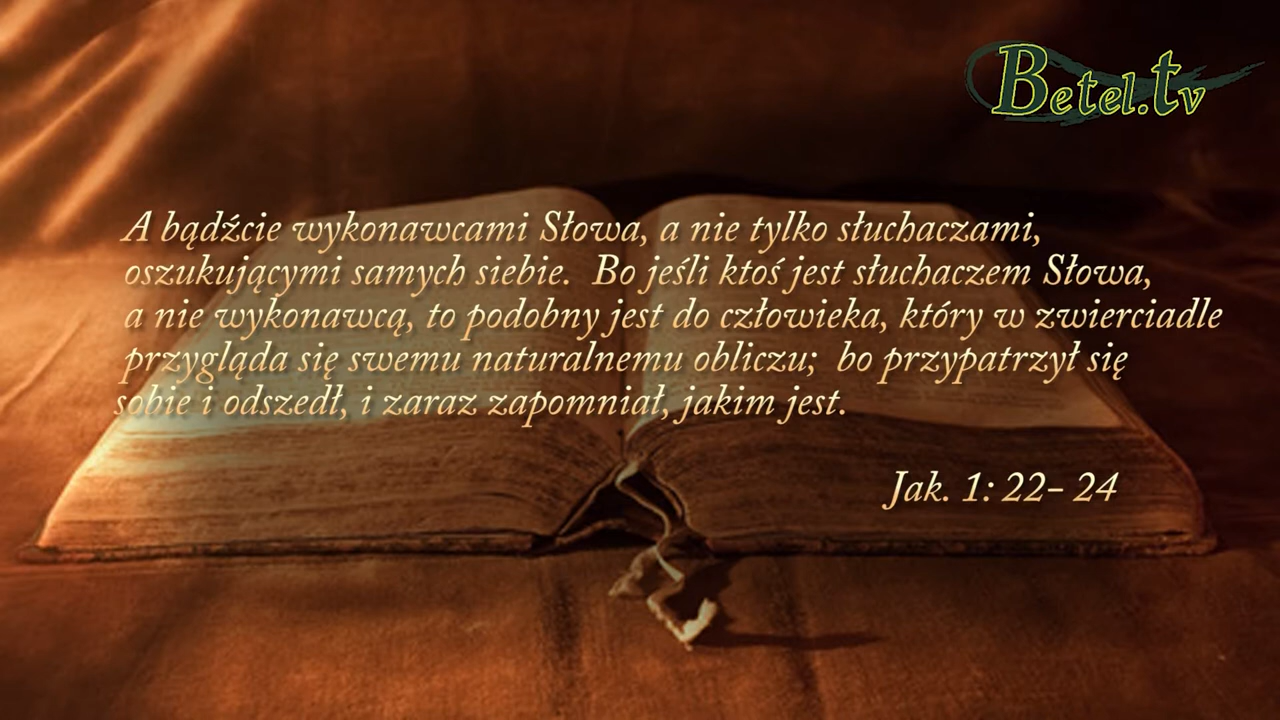 Betel.tv
A bądźcie wykonawcami Słowa, a nie tylko słuchaczami,
oszukującymi samych siebie.  Bo jeśli ktoś jest słuchaczem Słowa,
a nie wykonawcą, to podobny jest do człowieka, który w zwierciadle
przygląda się swemu naturalnemu obliczu;  bo przypatrzył się
sobie i odszedł, i zaraz zapomniał, jakim jest.
Jak. 1: 22- 24